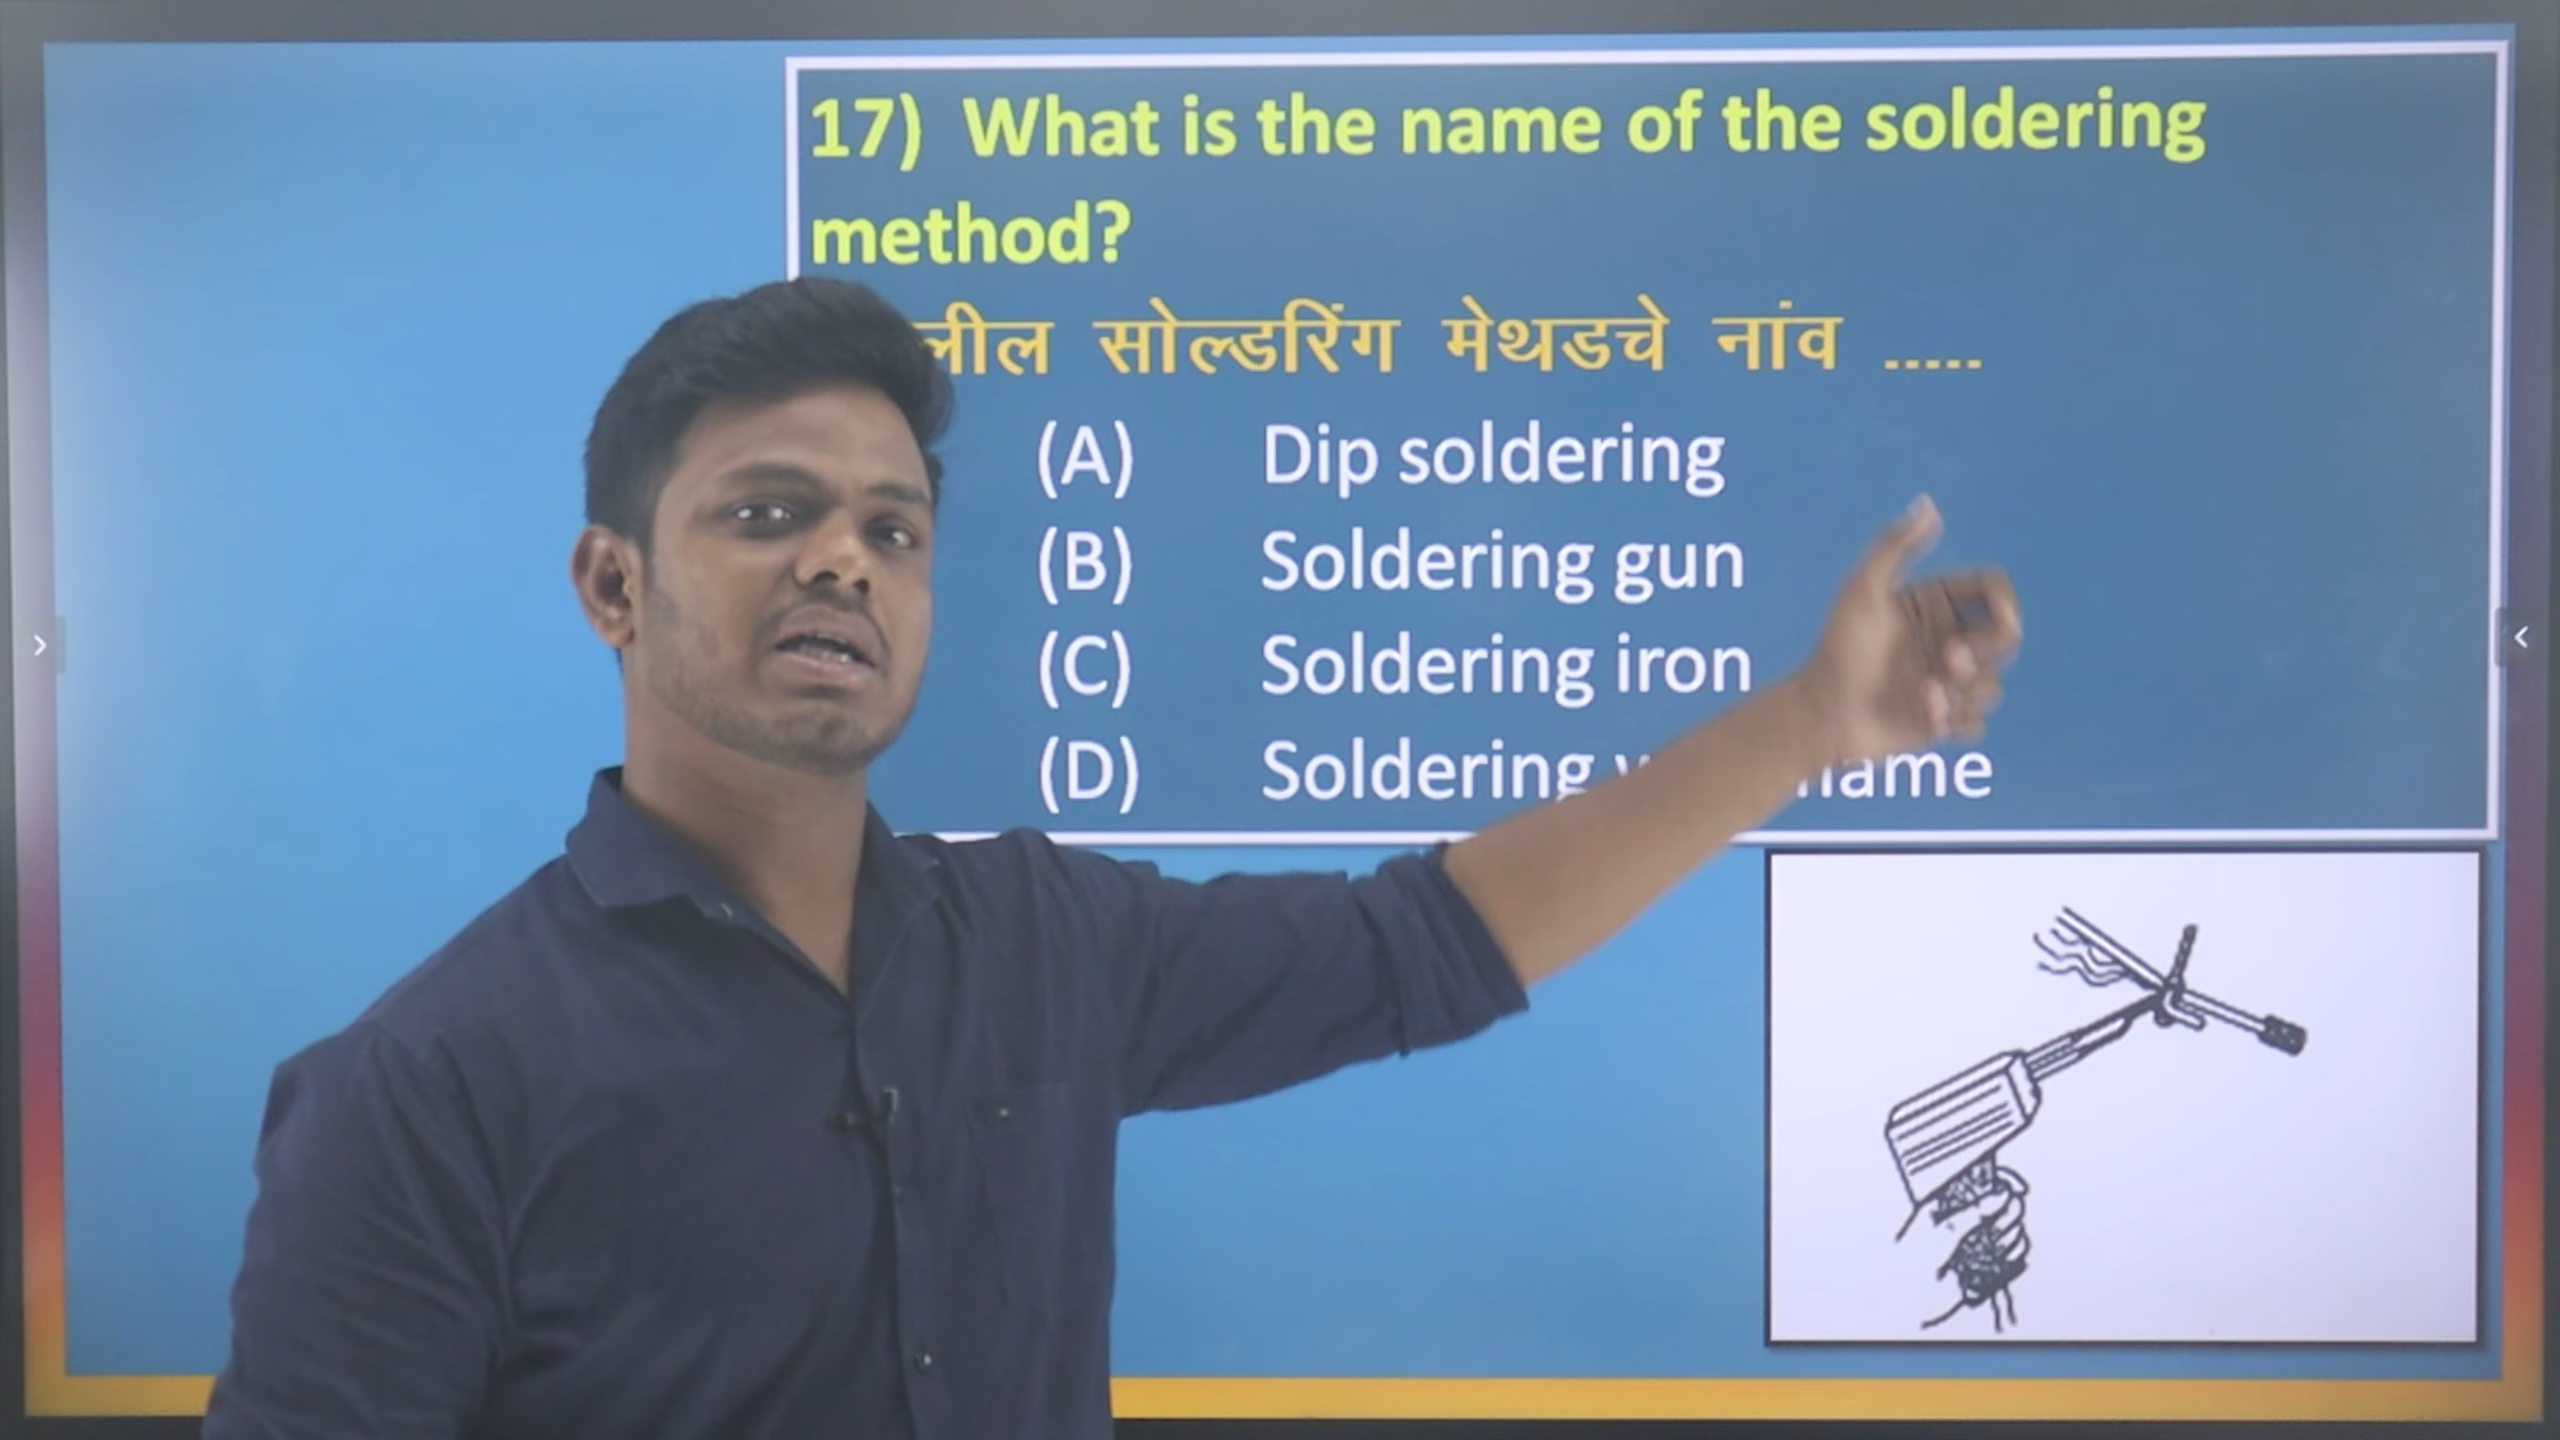 17) What is the name of the soldering
method?
सोल्डरिंग मेथडचे नांव .....
(A) Dip soldering
(B) Soldering gun
(C) Soldering iron
(D) Soldering